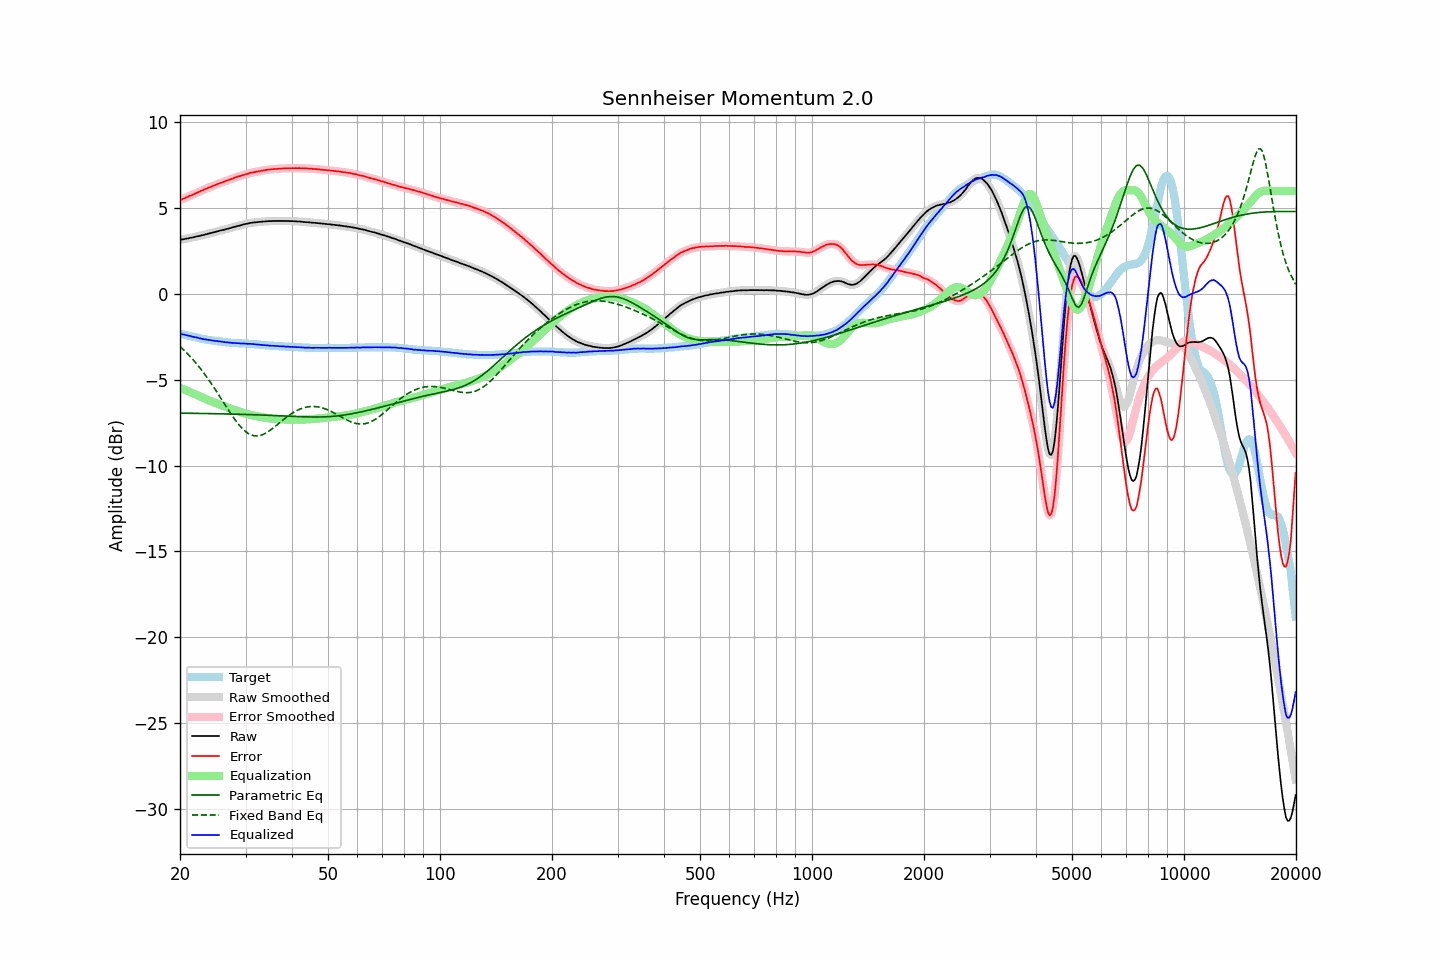 Sennheiser Momentum 2.0
10
5
0
−5
−10
−15
−20
−25
−30
Amplitude (dBr)
Target
Raw Smoothed
Error Smoothed
Raw
Error
Equalization
Parametric Eq
Fixed Band Eq
Equalized
20 50 100 200 500 1000 2000 5000 10000 20000
Frequency (Hz)